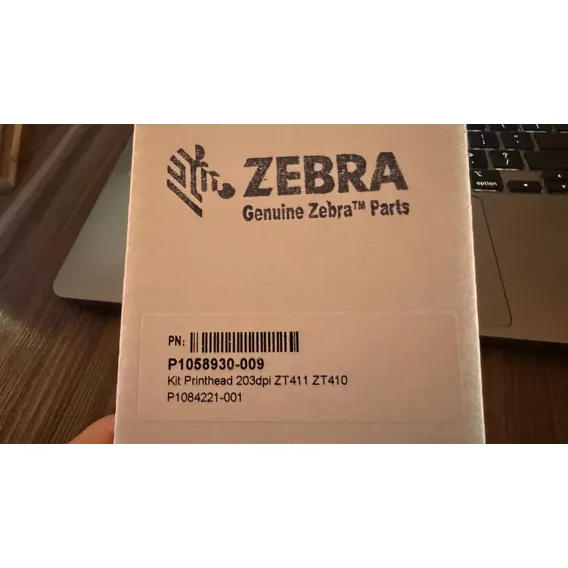 ZEBRA
Genuine Zebra™ Parts
PN:
P1058930-009
Kit Printhead 203dpi ZT411 ZT410
P1084221-001
option